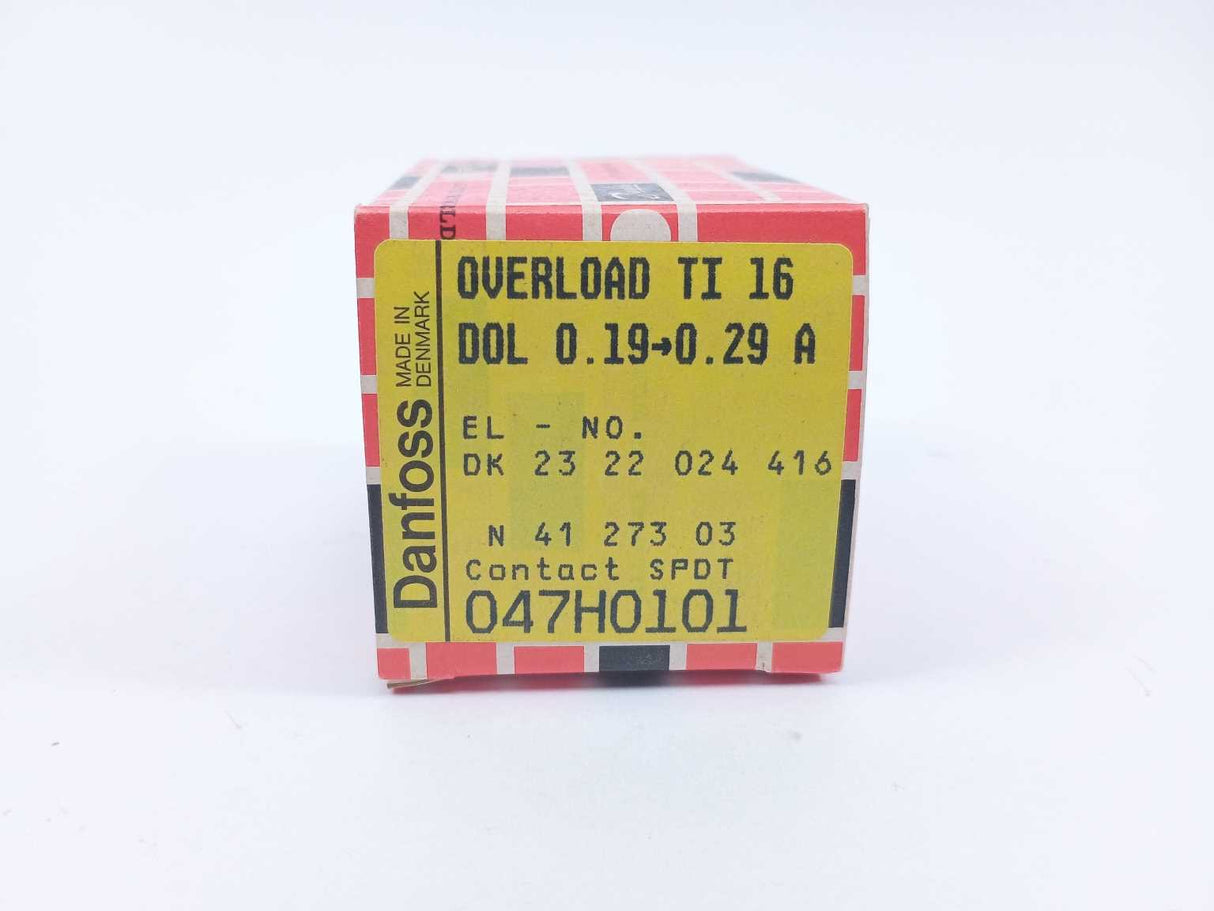 OVERLOAD TI 16
DOL 0.19→0.29 A
EL - NO.
DK 23 22 024 416
N 41 273 03
Contact SPDT
047H0101
Danfoss
MADE IN
DENMARK